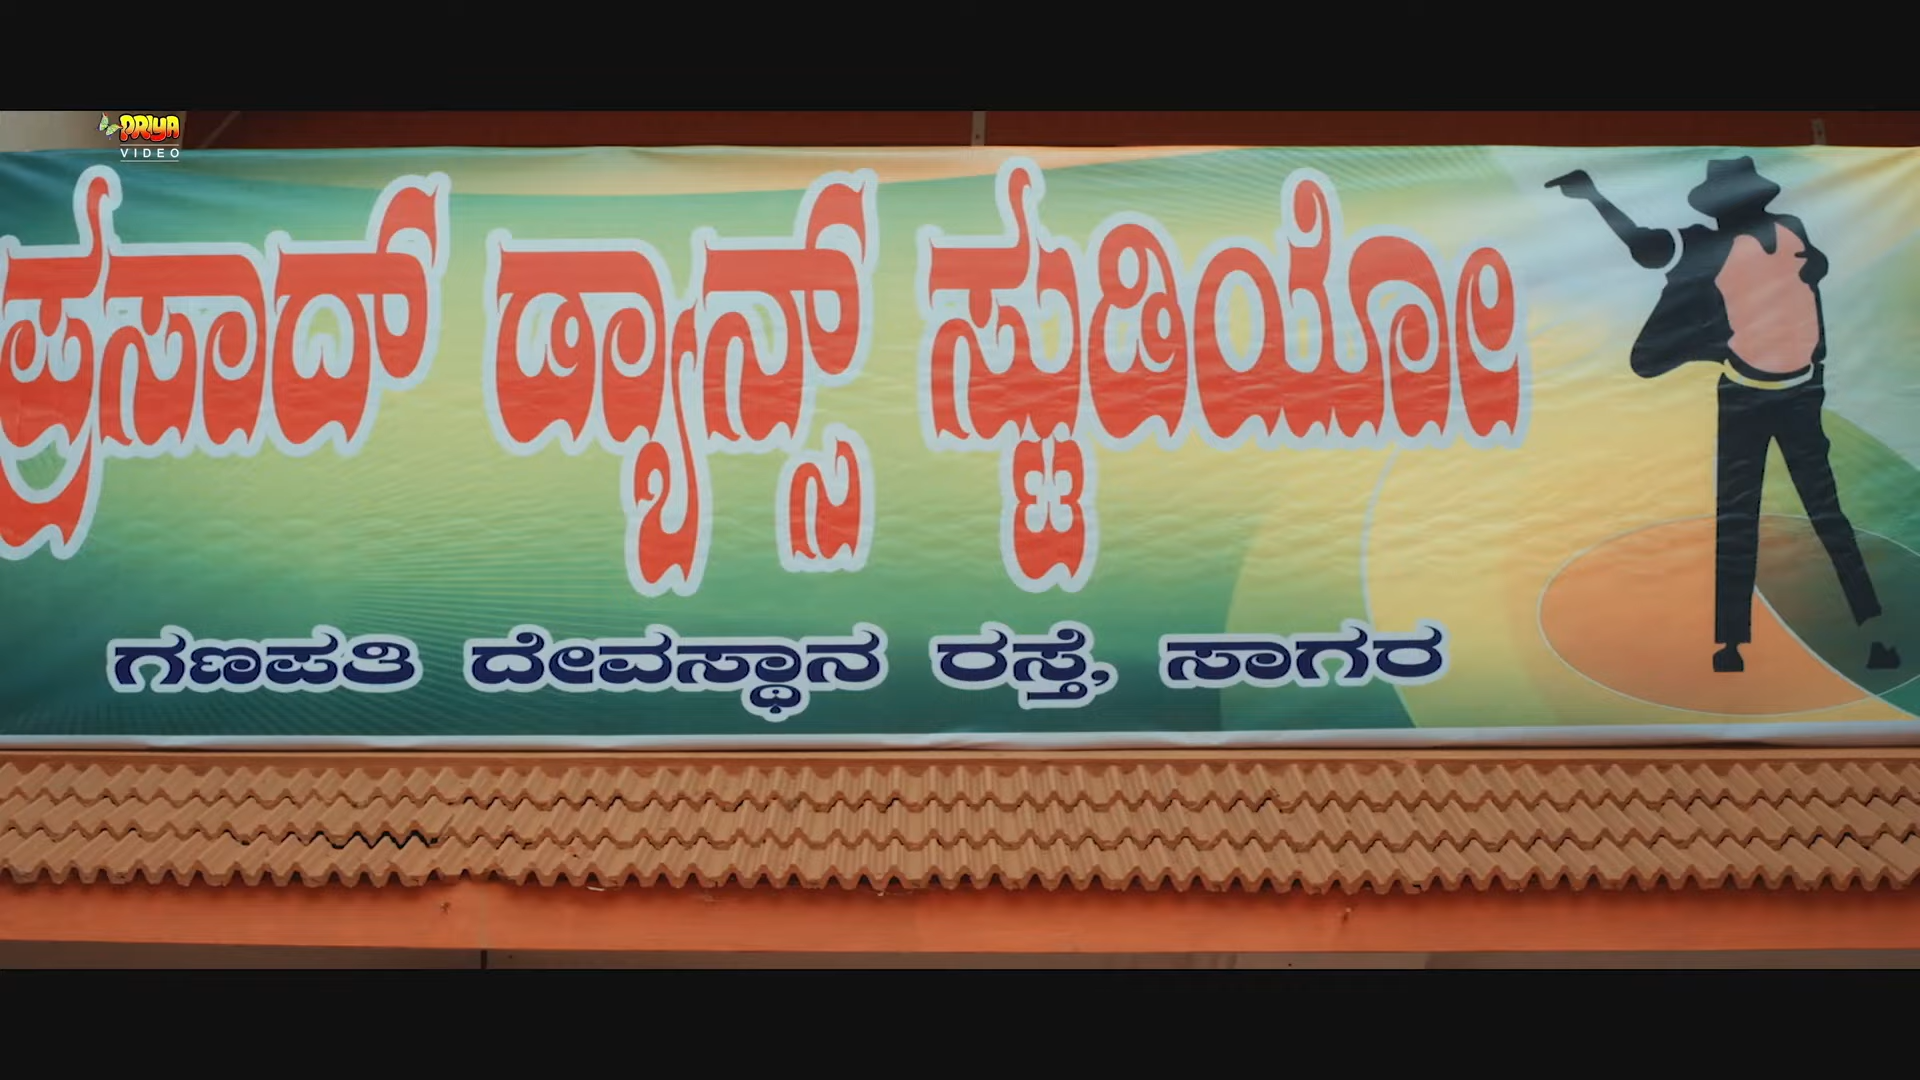 PRIYA
VIDEO
ಪ್ರಸಾದ್ ಡ್ಯಾನ್ಸ್ ಸ್ಟುಡಿಯೋ
ಗಣಪತಿ ದೇವಸ್ಥಾನ ರಸ್ತೆ, ಸಾಗರ